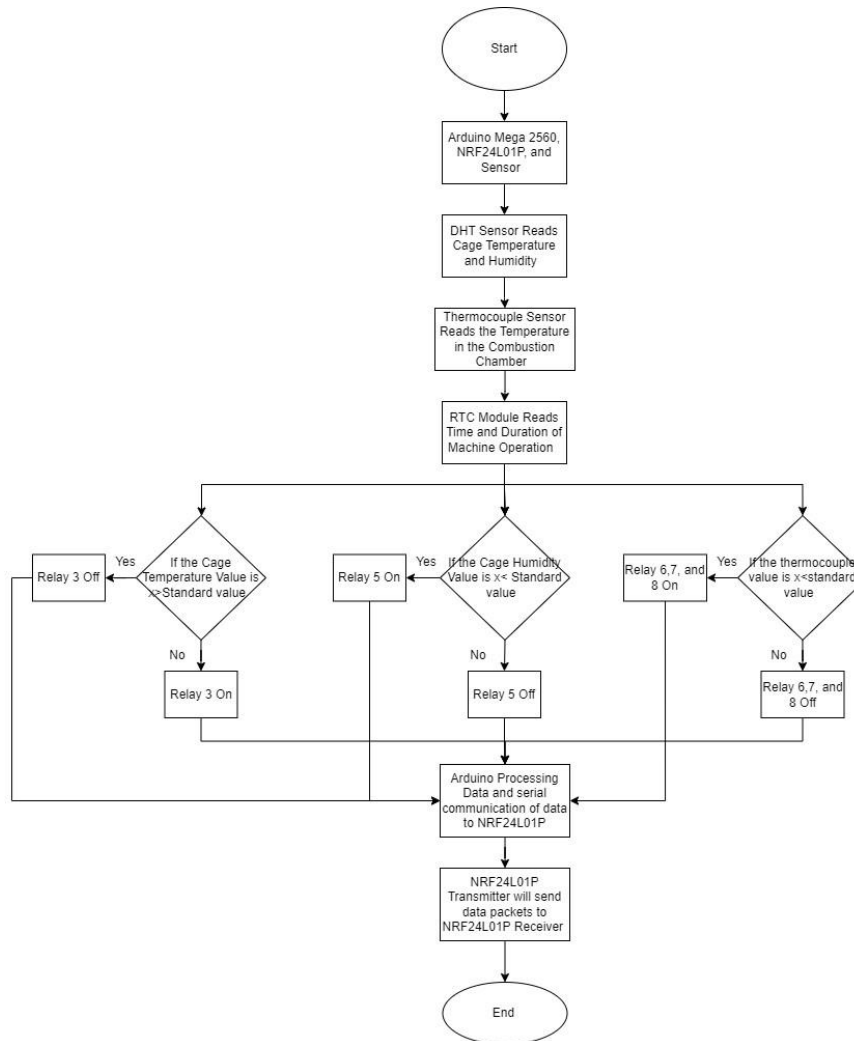 Start
Arduino Mega 2560,
NRF24L01P, and
Sensor
DHT Sensor Reads
Cage Temperature
and Humidity
Thermocouple Sensor
Reads the Temperature
in the Combustion
Chamber
RTC Module Reads
Time and Duration of
Machine Operation
If the Cage
Temperature Value is
x>Standard value
Yes
Relay 3 Off
No
Relay 3 On
If the Cage Humidity
Value is x< Standard
value
Yes
Relay 5 On
No
Relay 5 Off
If the thermocouple
value is x<standard
value
Yes
Relay 6,7, and
8 On
No
Relay 6,7, and
8 Off
Arduino Processing
Data and serial
communication of data
to NRF24L01P
NRF24L01P
Transmitter will send
data packets to
NRF24L01P Receiver
End